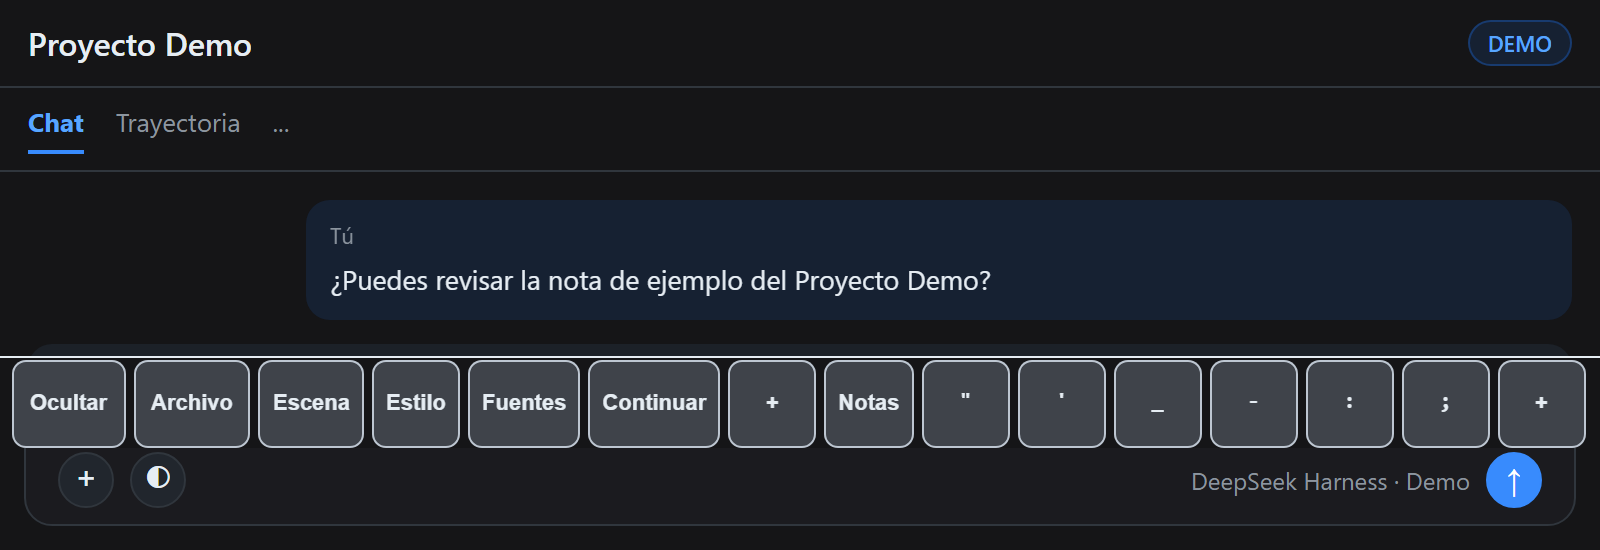 Proyecto Demo
DEMO
Chat Trayectoria ...
Tú
¿Puedes revisar la nota de ejemplo del Proyecto Demo?
Ocultar Archivo Escena Estilo Fuentes Continuar + Notas " ' _ - : ; +
+ DeepSeek Harness · Demo ↑